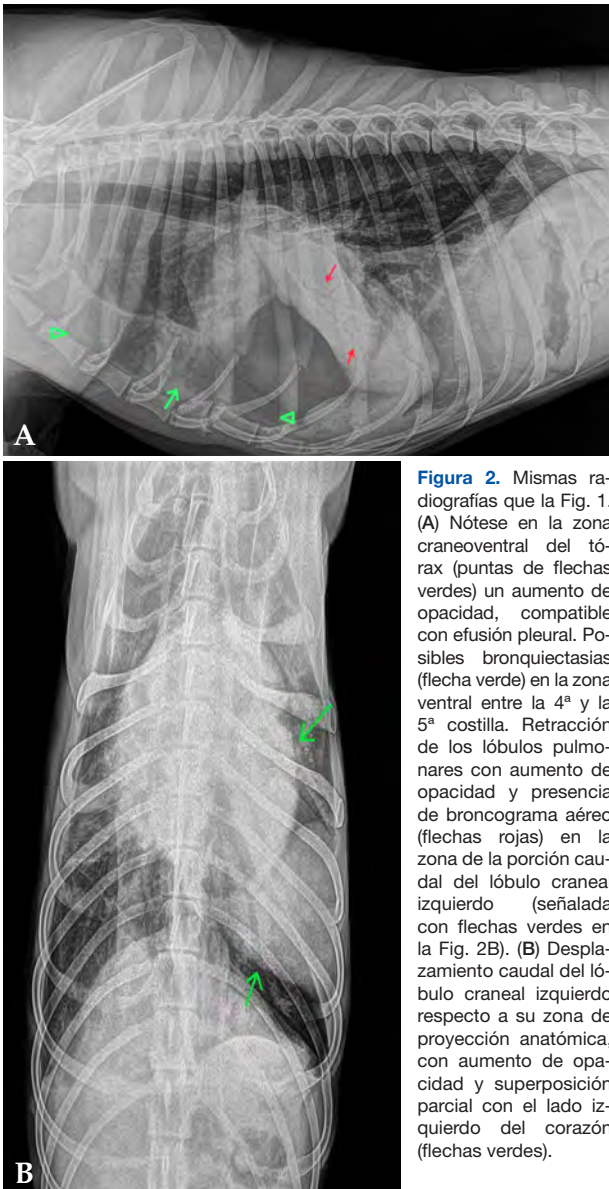 A
B
Figura 2. Mismas ra-
diografías que la Fig. 1.
(A) Nótese en la zona
craneoventral del tó-
rax (puntas de flechas
verdes) un aumento de
opacidad, compatible
con efusión pleural. Po-
sibles bronquiectasias
(flecha verde) en la zona
ventral entre la 4ª y la
5ª costilla. Retracción
de los lóbulos pulmo-
nares con aumento de
opacidad y presencia
de broncograma aéreo
(flechas rojas) en la
zona de la porción cau-
dal del lóbulo craneal
izquierdo (señalada
con flechas verdes en
la Fig. 2B). (B) Despla-
zamiento caudal del ló-
bulo craneal izquierdo
respecto a su zona de
proyección anatómica,
con aumento de opa-
cidad y superposición
parcial con el lado iz-
quierdo del corazón
(flechas verdes).